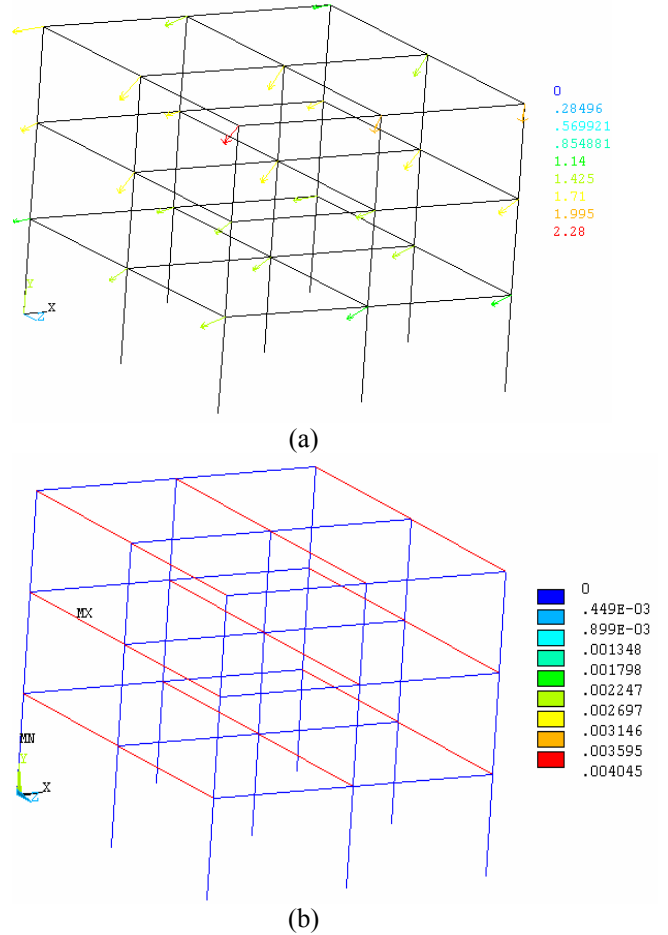 0
.28496
.569921
.854881
1.14
1.425
1.71
1.995
2.28
Y
X
Z
(a)
MX
MN
Y
X
Z
0
.449E-03
.899E-03
.001348
.001798
.002247
.002697
.003146
.003595
.004045
(b)